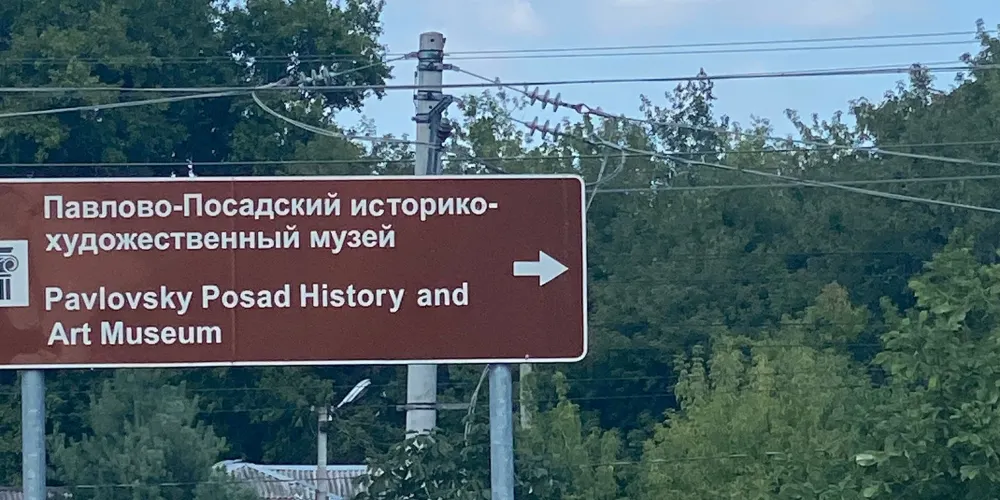 Павлово-Посадский историко-
художественный музей
Pavlovsky Posad History and
Art Museum